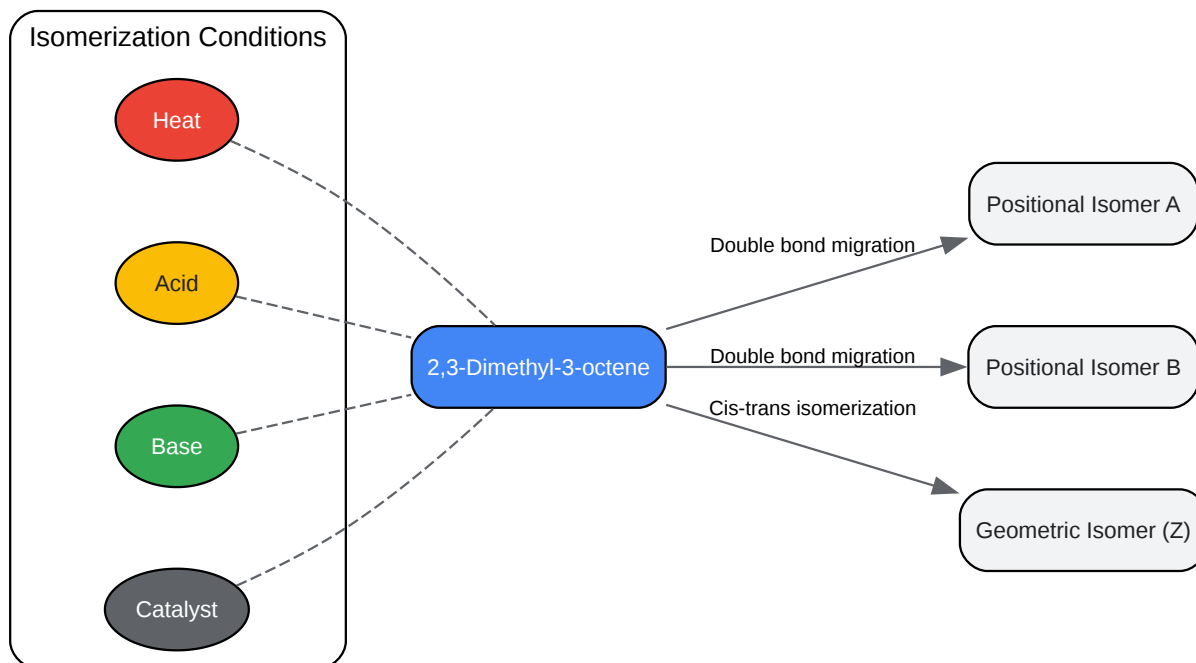 Isomerization Conditions
Heat
Acid
Base
Catalyst
2,3-Dimethyl-3-octene
Double bond migration
Double bond migration
Cis-trans isomerization
Positional Isomer A
Positional Isomer B
Geometric Isomer (Z)